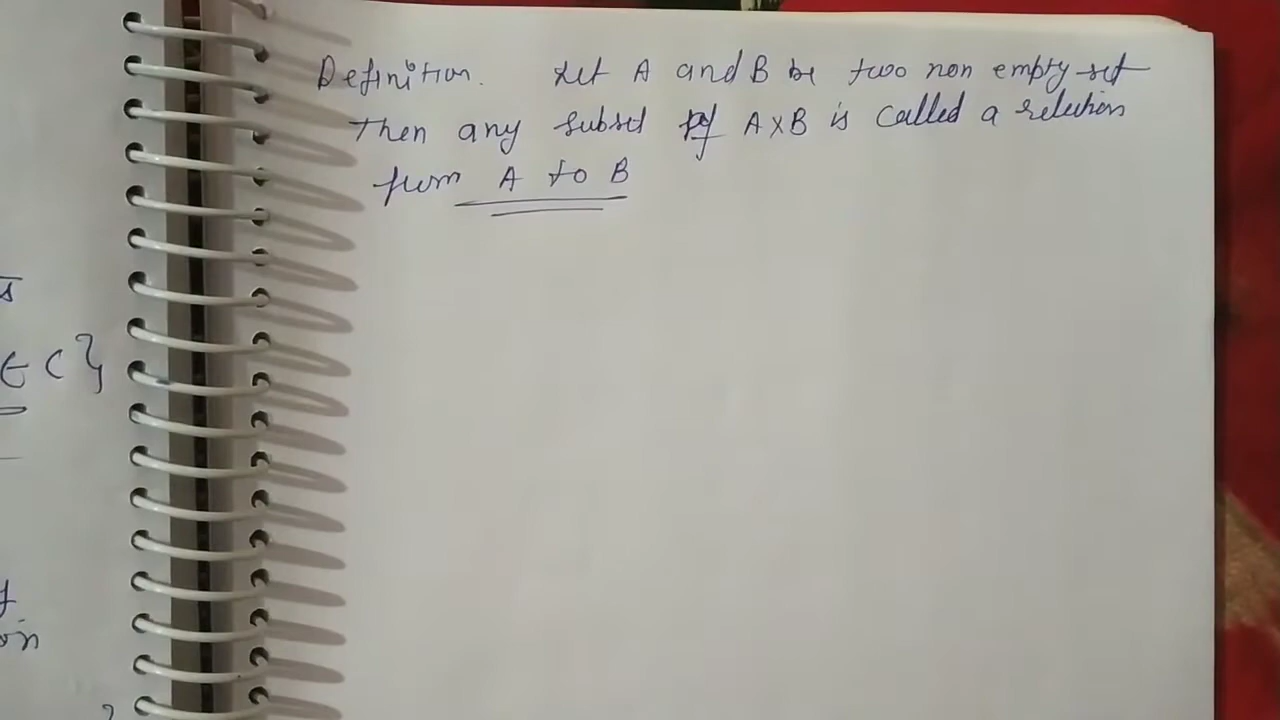 Definition. Let A and B be two non empty set
Then any subset of A×B is called a relation
from A to B
∈ C}